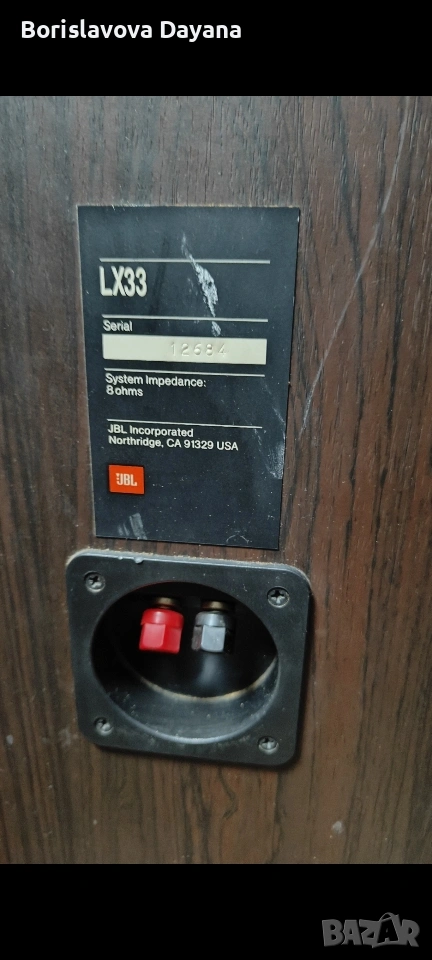 Borislavova Dayana
LX33
Serial
12684
System Impedance:
8 ohms
JBL Incorporated
Northridge, CA 91329 USA
JBL
BAZAR